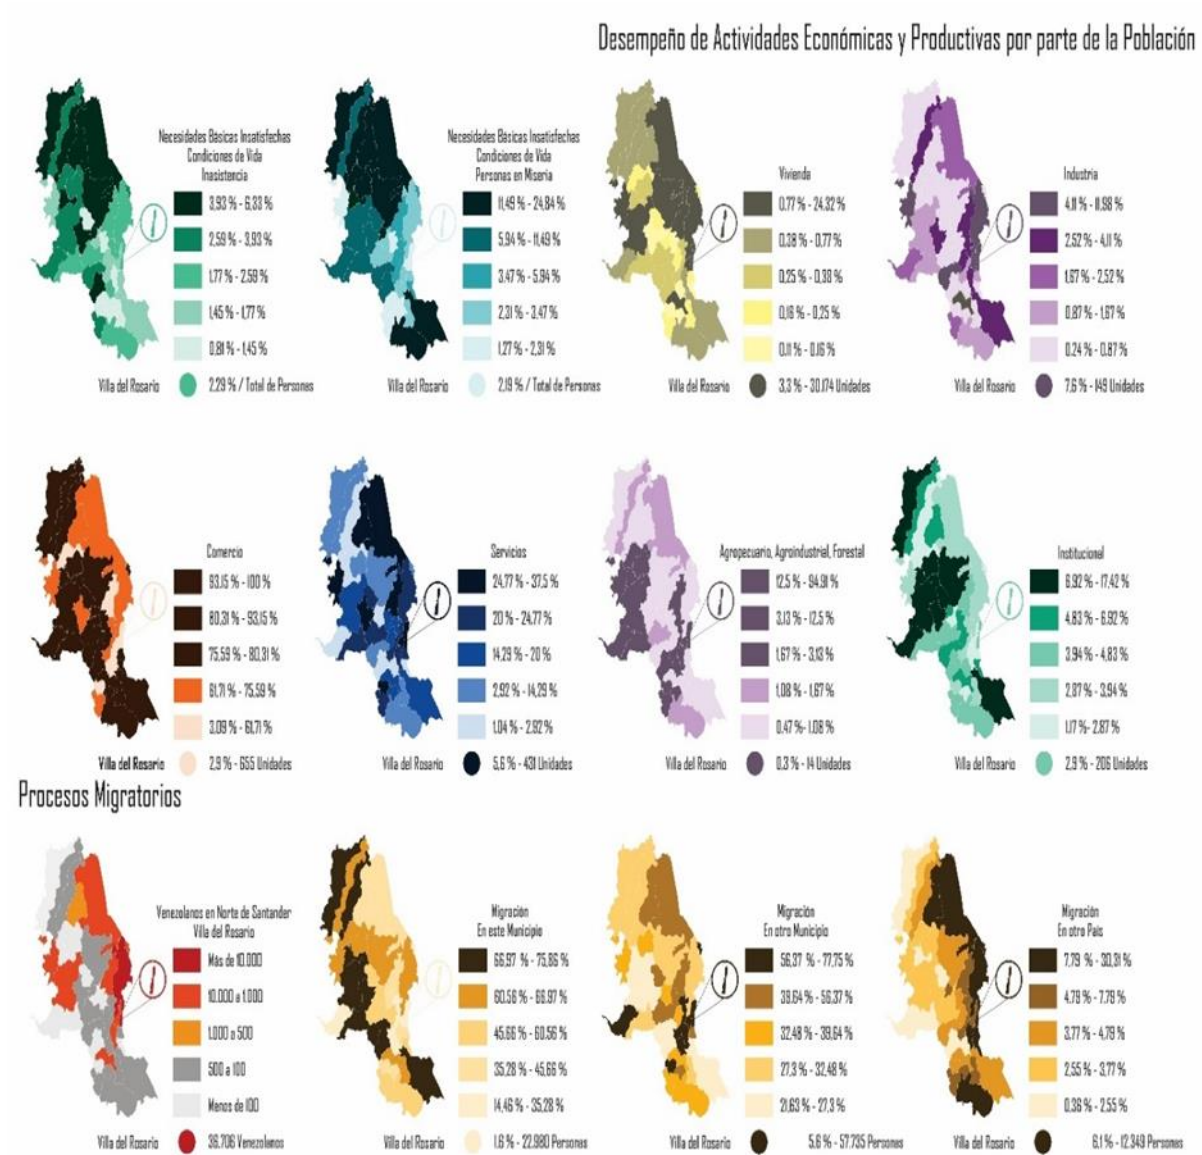 Desempeño de Actividades Económicas y Productivas por parte de la Población
Necesidades Básicas Insatisfechas
Condiciones de Vida
Inasistencia
3,93 % - 6,33 %
2,59 % - 3,93 %
1,77 % - 2,59 %
1,45 % - 1,77 %
0,81 % - 1,45 %
Villa del Rosario
2,29 % / Total de Personas
Necesidades Básicas Insatisfechas
Condiciones de Vida
Personas en Miseria
11,49 % - 24,84 %
5,94 % - 11,49 %
3,47 % - 5,94 %
2,31 % - 3,47 %
1,27 % - 2,31 %
Villa del Rosario
2,19 % / Total de Personas
Vivienda
0,77 % - 24,32 %
0,38 % - 0,77 %
0,25 % - 0,38 %
0,16 % - 0,25 %
0,11 % - 0,16 %
Villa del Rosario
3,3 % - 30.174 Unidades
Industria
4,11 % - 11,58 %
2,52 % - 4,11 %
1,67 % - 2,52 %
0,87 % - 1,67 %
0,24 % - 0,87 %
Villa del Rosario
7,6 % - 149 Unidades
Comercio
93,15 % - 100 %
80,31 % - 93,15 %
75,59 % - 80,31 %
61,71 % - 75,59 %
3,09 % - 61,71 %
Villa del Rosario
2,9 % - 655 Unidades
Servicios
24,77 % - 37,5 %
20 % - 24,77 %
14,29 % - 20 %
2,92 % - 14,29 %
1,04 % - 2,92 %
Villa del Rosario
5,6 % - 431 Unidades
Agropecuario, Agroindustrial, Forestal
12,5 % - 94,91 %
3,13 % - 12,5 %
1,67 % - 3,13 %
1,08 % - 1,67 %
0,47 % - 1,08 %
Villa del Rosario
0,3 % - 14 Unidades
Institucional
6,92 % - 17,42 %
4,83 % - 6,92 %
3,94 % - 4,83 %
2,87 % - 3,94 %
1,17 % - 2,87 %
Villa del Rosario
2,9 % - 206 Unidades
Procesos Migratorios
Venezolanos en Norte de Santander
Villa del Rosario
Más de 10.000
10.000 a 1.000
1.000 a 500
500 a 100
Menos de 100
Villa del Rosario
36.706 Venezolanos
Migración
En este Municipio
66,97 % - 75,86 %
60,56 % - 66,97 %
45,66 % - 60,56 %
35,28 % - 45,66 %
14,46 % - 35,28 %
Villa del Rosario
1,6 % - 22.980 Personas
Migración
En otro Municipio
56,37 % - 77,75 %
39,64 % - 56,37 %
32,48 % - 39,64 %
27,3 % - 32,48 %
21,63 % - 27,3 %
Villa del Rosario
5,6 % - 57.735 Personas
Migración
En otro País
7,79 % - 30,31 %
4,79 % - 7,79 %
3,77 % - 4,79 %
2,55 % - 3,77 %
0,36 % - 2,55 %
Villa del Rosario
6,1 % - 12.349 Personas